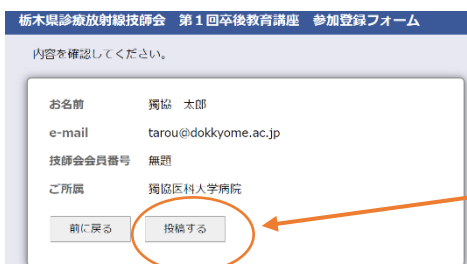 栃木県診療放射線技師会 第１回卒後教育講座 参加登録フォーム
内容を確認してください。
お名前 獨協 太郎
e-mail tarou@dokkyome.ac.jp
技師会会員番号 無題
ご所属 獨協医科大学病院
前に戻る 投稿する